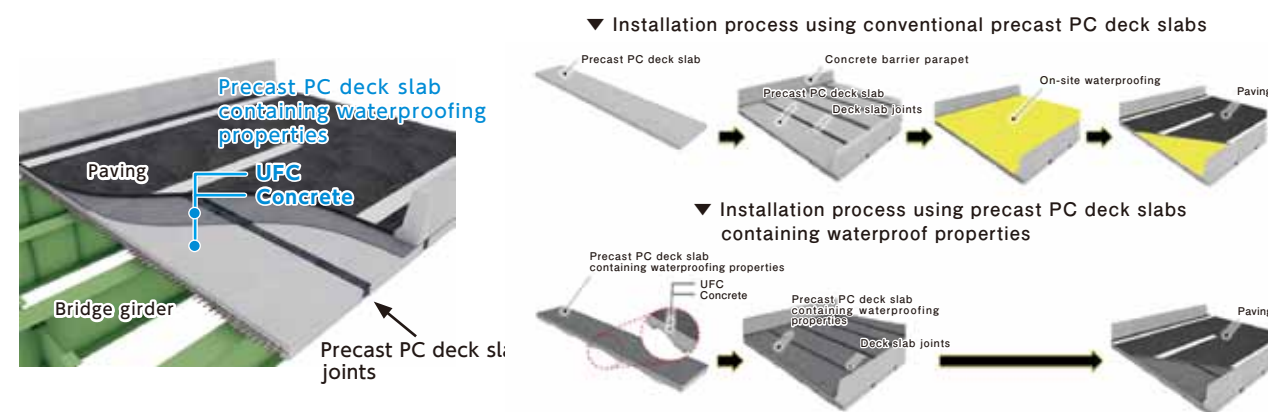 Precast PC deck slab
containing waterproofing
properties
Paving
UFC
Concrete
Bridge girder
Precast PC deck
joints
▼ Installation process using conventional precast PC deck slabs
Precast PC deck slab
Concrete barrier parapet
Precast PC deck slab
Deck slab joints
On-site waterproofing
Paving
▼ Installation process using precast PC deck slabs
containing waterproof properties
Precast PC deck slab
containing waterproofing properties
UFC
Concrete
Precast PC deck slab
containing waterproofing
properties
Deck slab joints
Paving